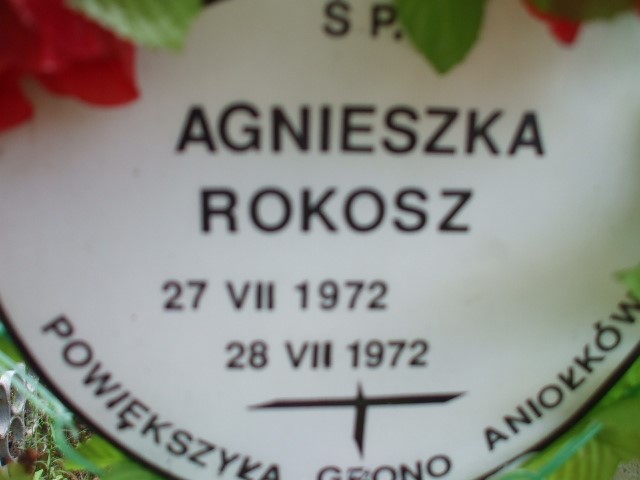 Ś P.
AGNIESZKA
ROKOSZ
27 VII 1972
28 VII 1972
POWIĘKSZYŁA GRONO ANIOŁKÓW